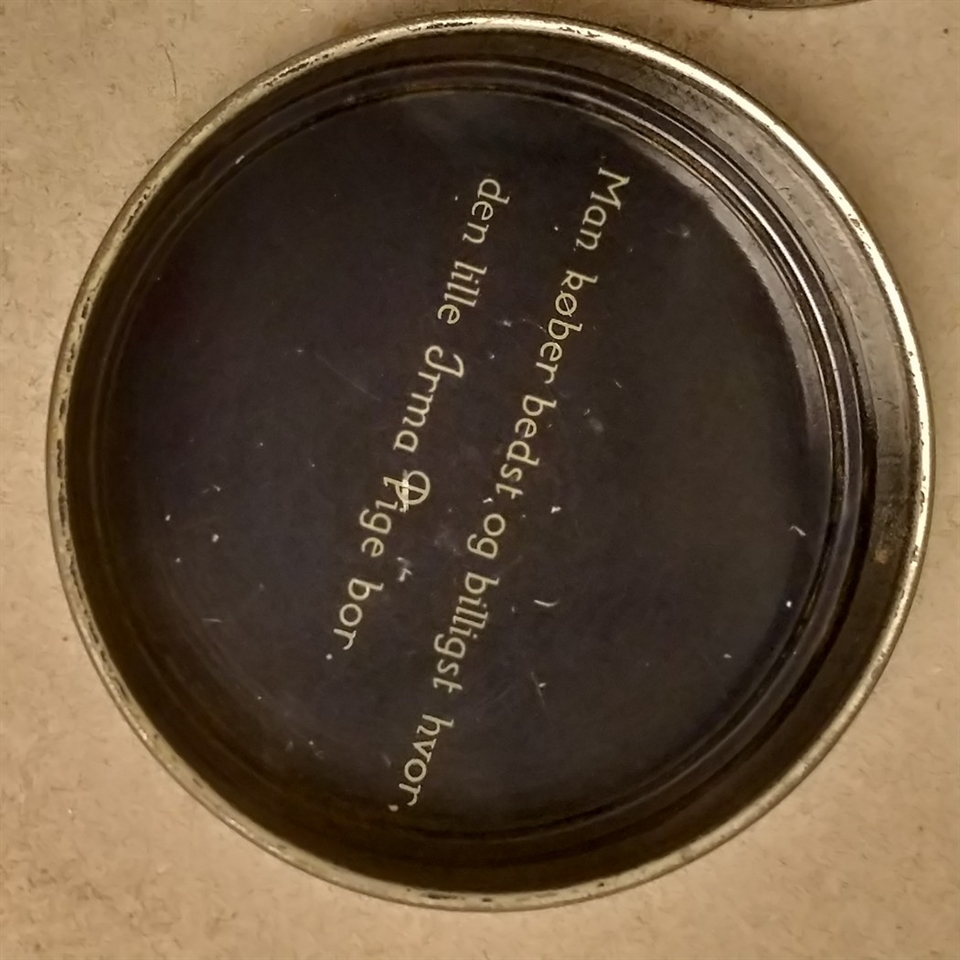 Man køber bedst og billigst hvor,
den lille Irma Pige bor